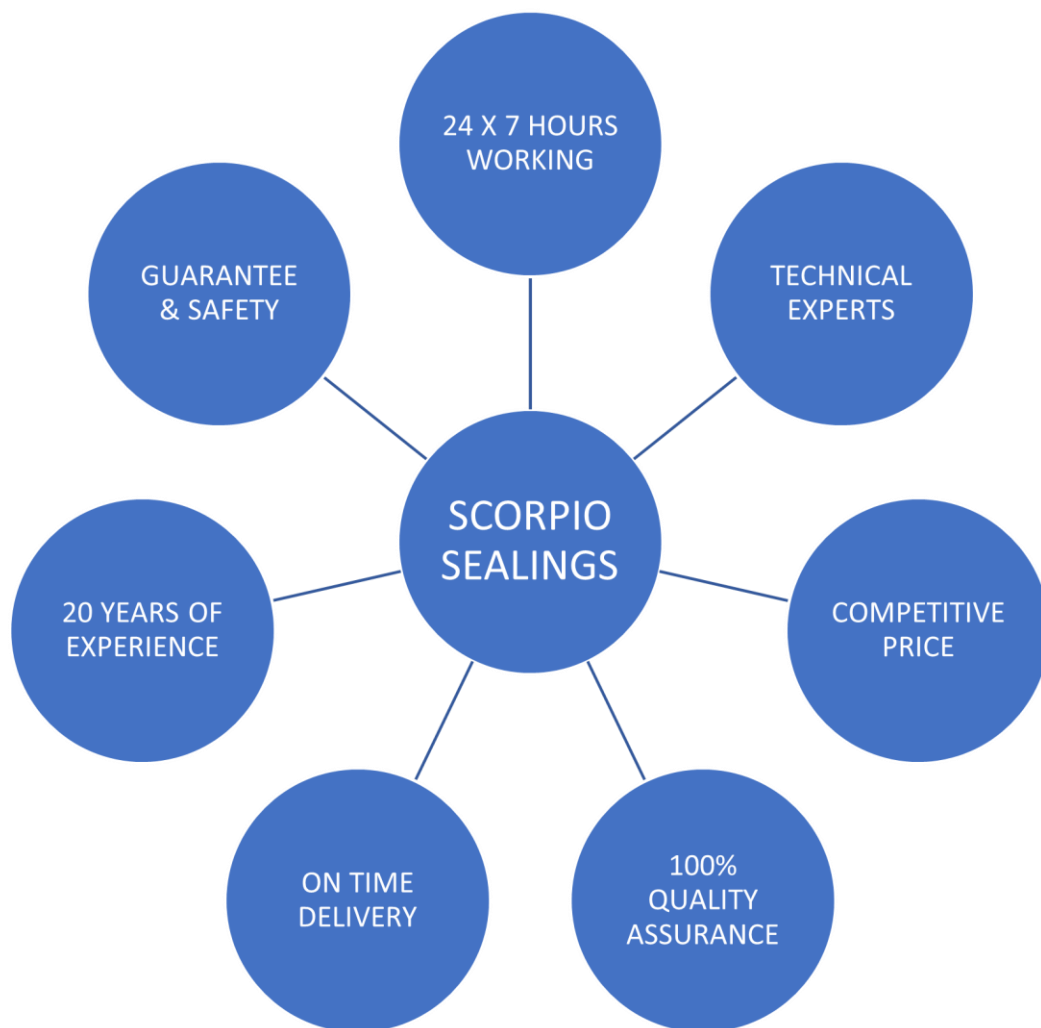 24 X 7 HOURS
WORKING
TECHNICAL
EXPERTS
COMPETITIVE
PRICE
100%
QUALITY
ASSURANCE
ON TIME
DELIVERY
20 YEARS OF
EXPERIENCE
GUARANTEE
& SAFETY
SCORPIO
SEALINGS